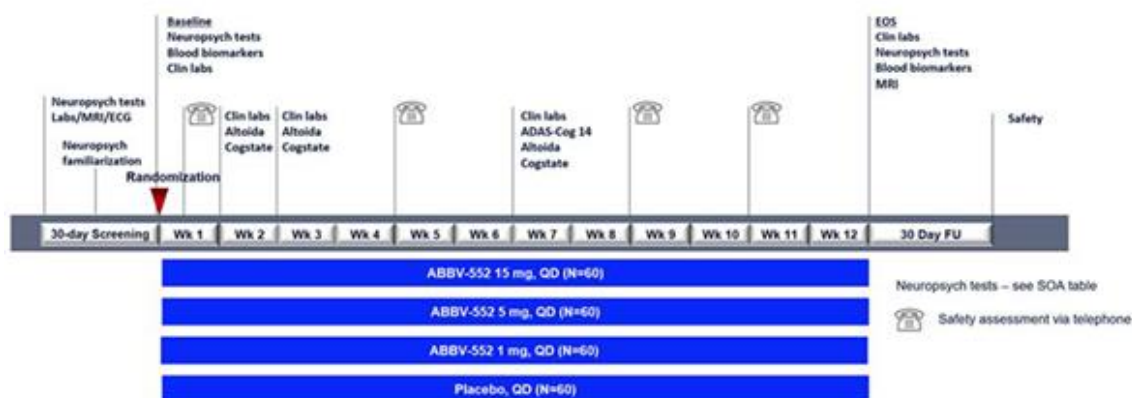 Baseline
Neuropsych tests
Blood biomarkers
Clin labs
EOS
Clin labs
Neuropsych tests
Blood biomarkers
MRI
Neuropsych tests
Labs/MRI/ECG
Neuropsych
familiarization
Randomization
Clin labs
Altoida
Cogstate
Clin labs
Altoida
Cogstate
Clin labs
ADAS-Cog 14
Altoida
Cogstate
Safety
30-day Screening
Wk 1
Wk 2
Wk 3
Wk 4
Wk 5
Wk 6
Wk 7
Wk 8
Wk 9
Wk 10
Wk 11
Wk 12
30 Day FU
ABBV-552 15 mg, QD (N=60)
ABBV-552 5 mg, QD (N=60)
ABBV-552 1 mg, QD (N=60)
Placebo, QD (N=60)
Neuropsych tests – see SOA table
Safety assessment via telephone